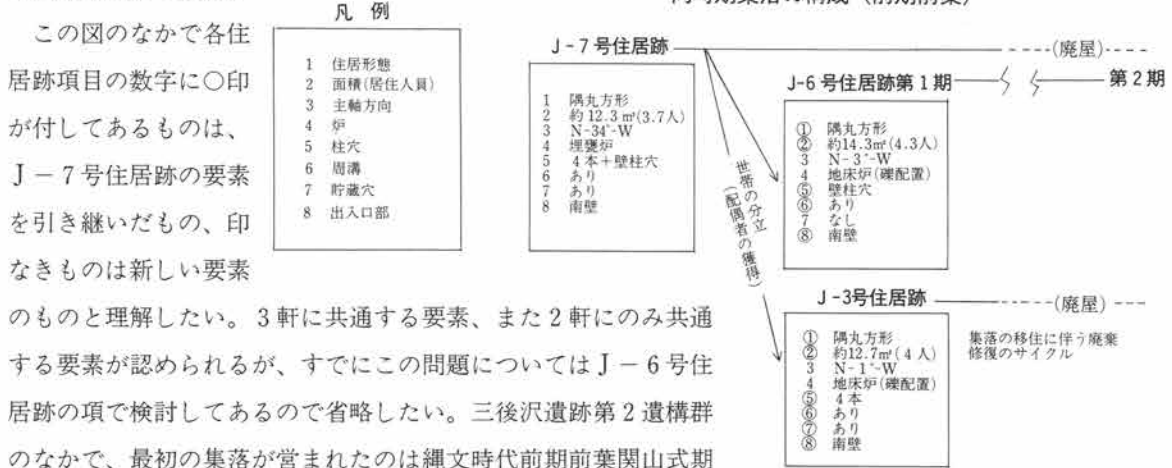 凡 例
1 住居形態
2 面積(居住人員)
3 主軸方向
4 炉
5 柱穴
6 周溝
7 貯蔵穴
8 出入口部
J-7号住居跡
(廃屋)
1 隅丸方形
2 約12.3㎡(3.7人)
3 N-34°-W
4 埋甕炉
5 4本+壁柱穴
6 あり
7 あり
8 南壁
世帯の分立
(配偶者の獲得)
J-6号住居跡第1期
第2期
① 隅丸方形
② 約14.3㎡(4.3人)
3 N-3°-W
4 地床炉(礫配置)
⑤ 壁柱穴
⑥ あり
7 なし
⑧ 南壁
J-3号住居跡
(廃屋)
① 隅丸方形
② 約12.7㎡(4人)
3 N-1°-W
4 地床炉(礫配置)
⑤ 4本
⑥ あり
⑦ あり
⑧ 南壁
集落の移住に伴う廃棄
修復のサイクル
この図のなかで各住
居跡項目の数字に○印
が付してあるものは、
J-7号住居跡の要素
を引き継いだもの、印
なきものは新しい要素
のものと理解したい。3軒に共通する要素、また2軒にのみ共通
する要素が認められるが、すでにこの問題についてはJ-6号住
居跡の項で検討してあるので省略したい。三後沢遺跡第2遺構群
のなかで、最初の集落が営まれたのは縄文時代前期前葉関山式期